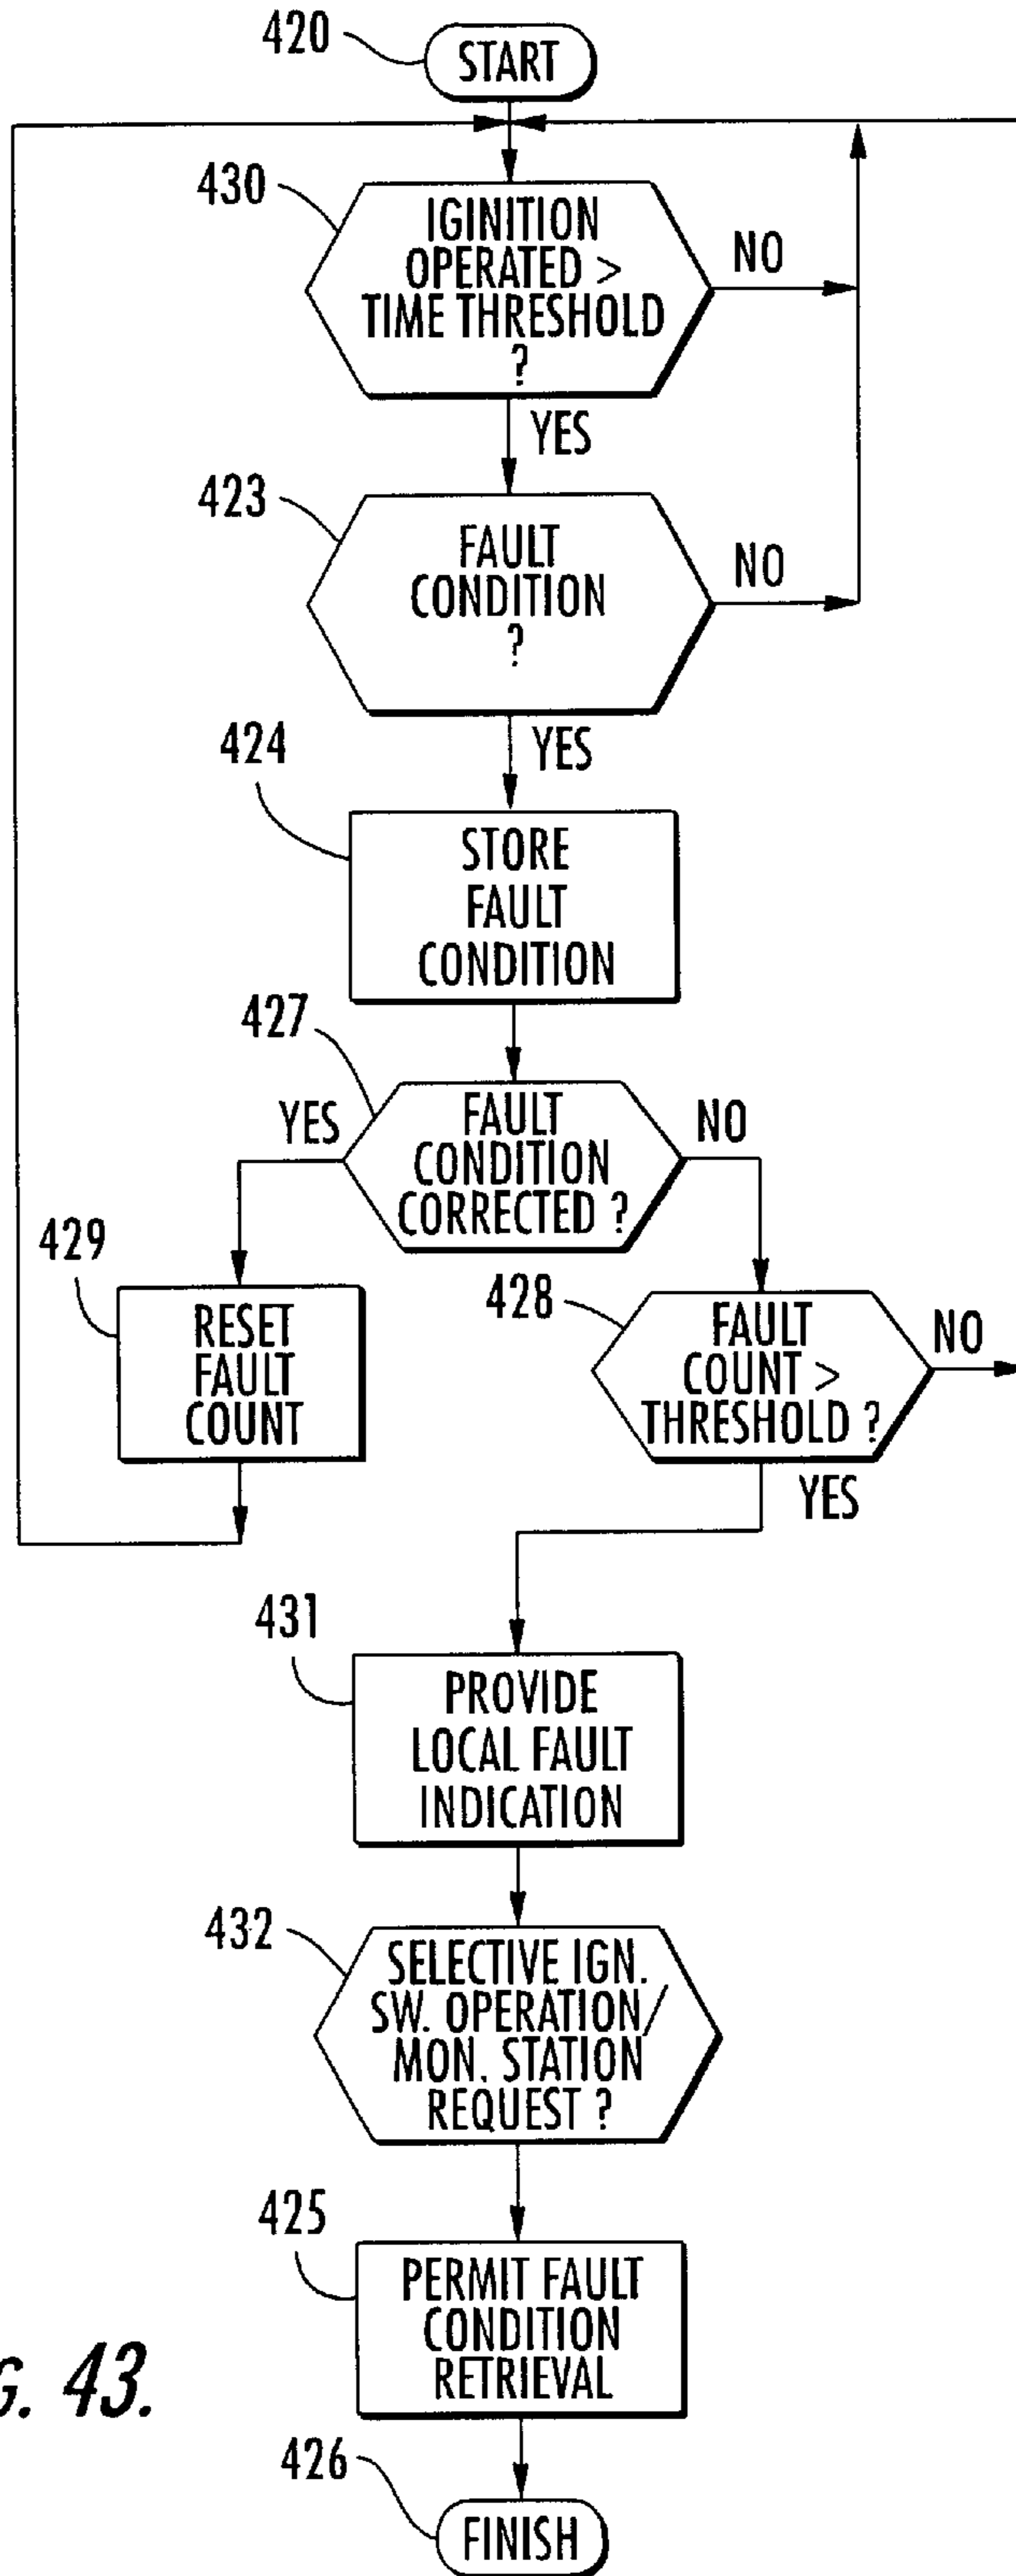 420
START
430
IGINITION
OPERATED >
TIME THRESHOLD
?
NO
YES
423
FAULT
CONDITION
?
NO
YES
424
STORE
FAULT
CONDITION
427
YES
FAULT
CONDITION
CORRECTED ?
NO
429
RESET
FAULT
COUNT
428
FAULT
COUNT >
THRESHOLD ?
NO
YES
431
PROVIDE
LOCAL FAULT
INDICATION
432
SELECTIVE IGN.
SW. OPERATION/
MON. STATION
REQUEST ?
425
PERMIT FAULT
CONDITION
RETRIEVAL
G. 43.
426
FINISH